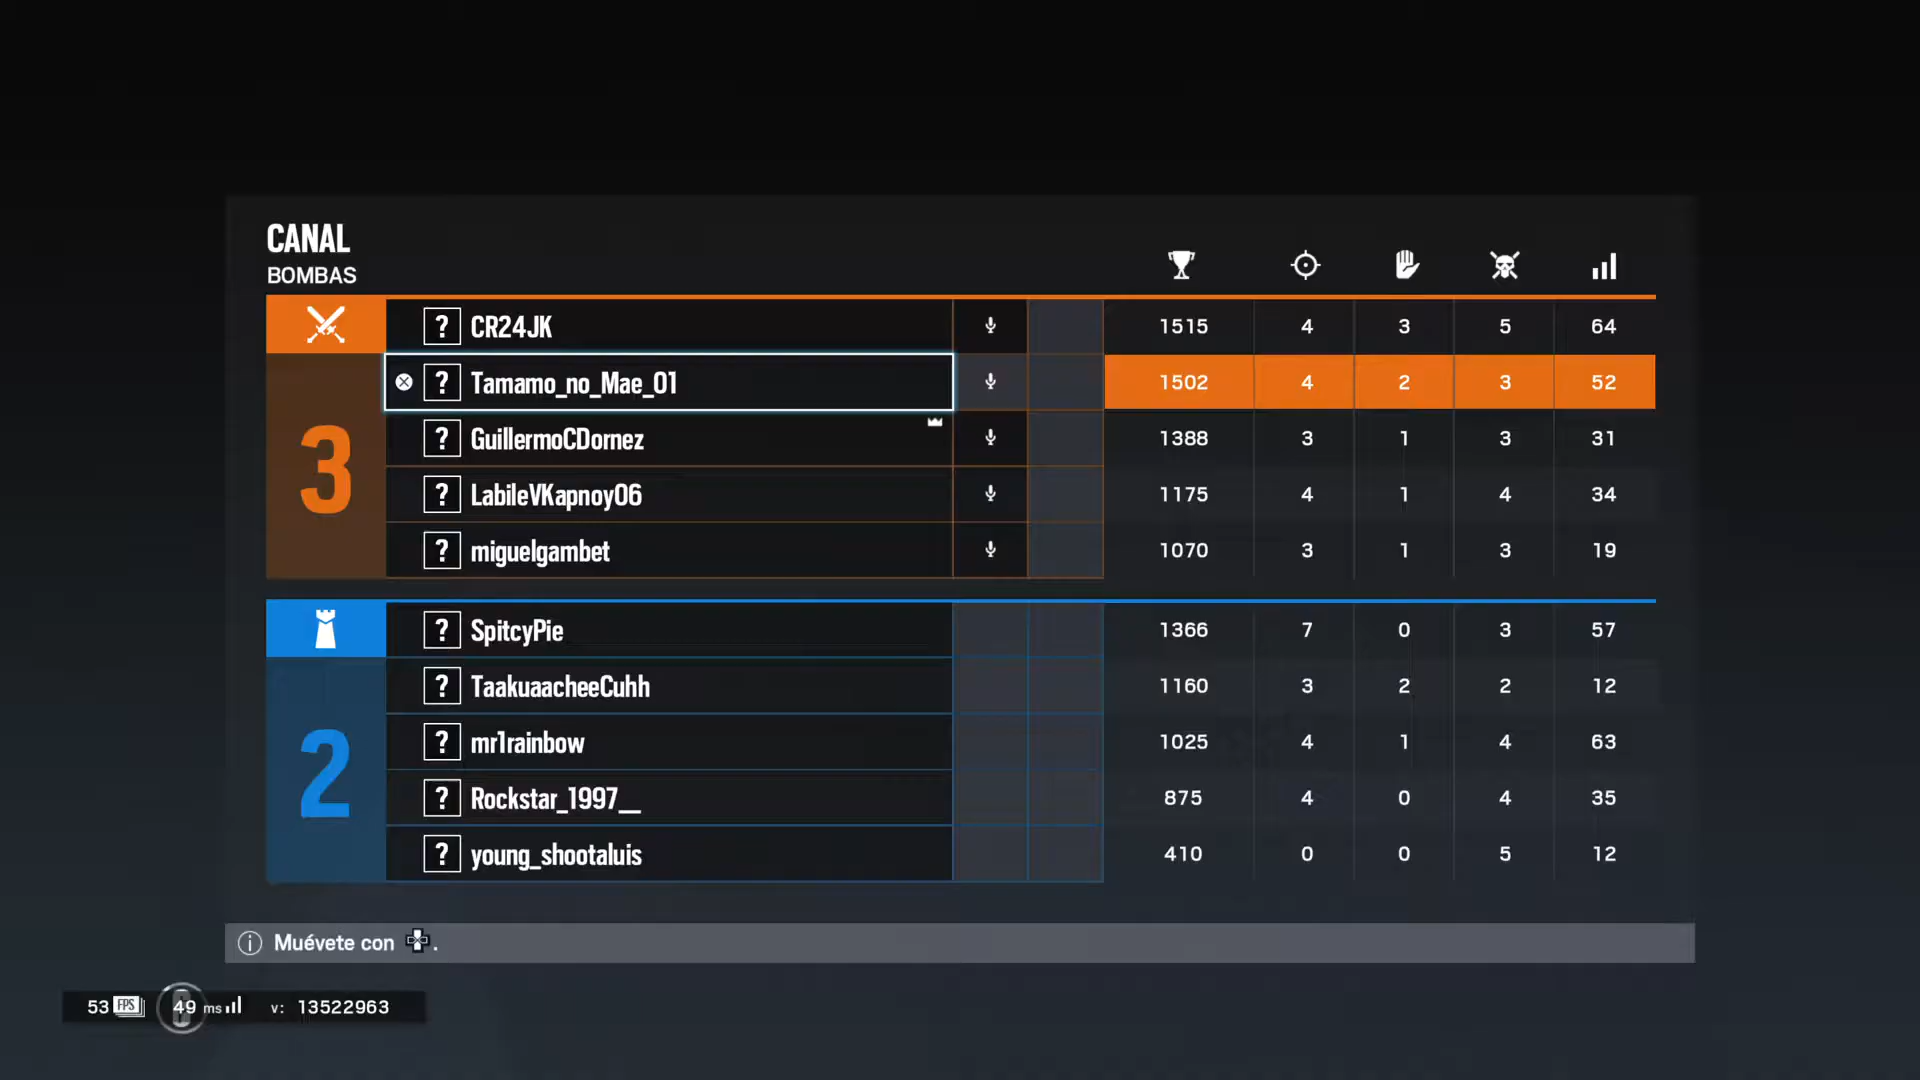 CANAL
BOMBAS
? CR24JK 1515 4 3 5 64
? Tamamo_no_Mae_01 1502 4 2 3 52
3
? GuillermoCDornez 1388 3 1 3 31
? LabileVKapnoy06 1175 4 1 4 34
? miguelgambet 1070 3 1 3 19
? SpitcyPie 1366 7 0 3 57
? TaakuaacheeCuhh 1160 3 2 2 12
2
? mr1rainbow 1025 4 1 4 63
? Rockstar_1997__ 875 4 0 4 35
? young_shootaluis 410 0 0 5 12
i Muévete con .
53 FPS 49 ms v: 13522963